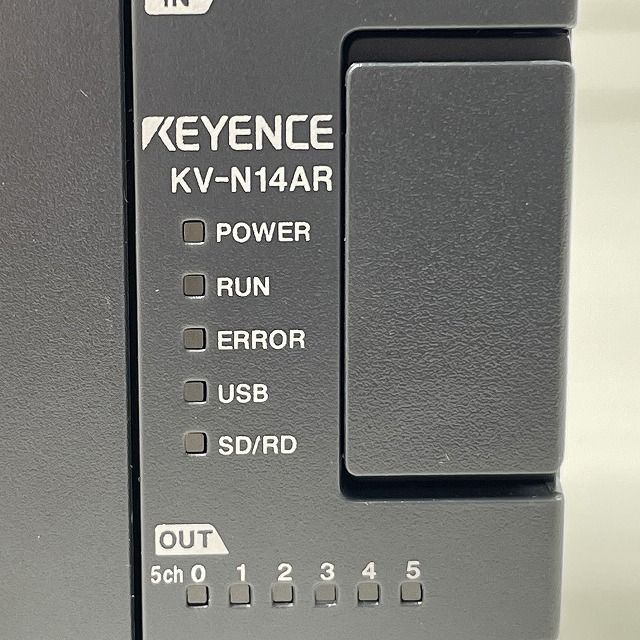 IN
KEYENCE
KV-N14AR
POWER
RUN
ERROR
USB
SD/RD
OUT
5ch 0 1 2 3 4 5